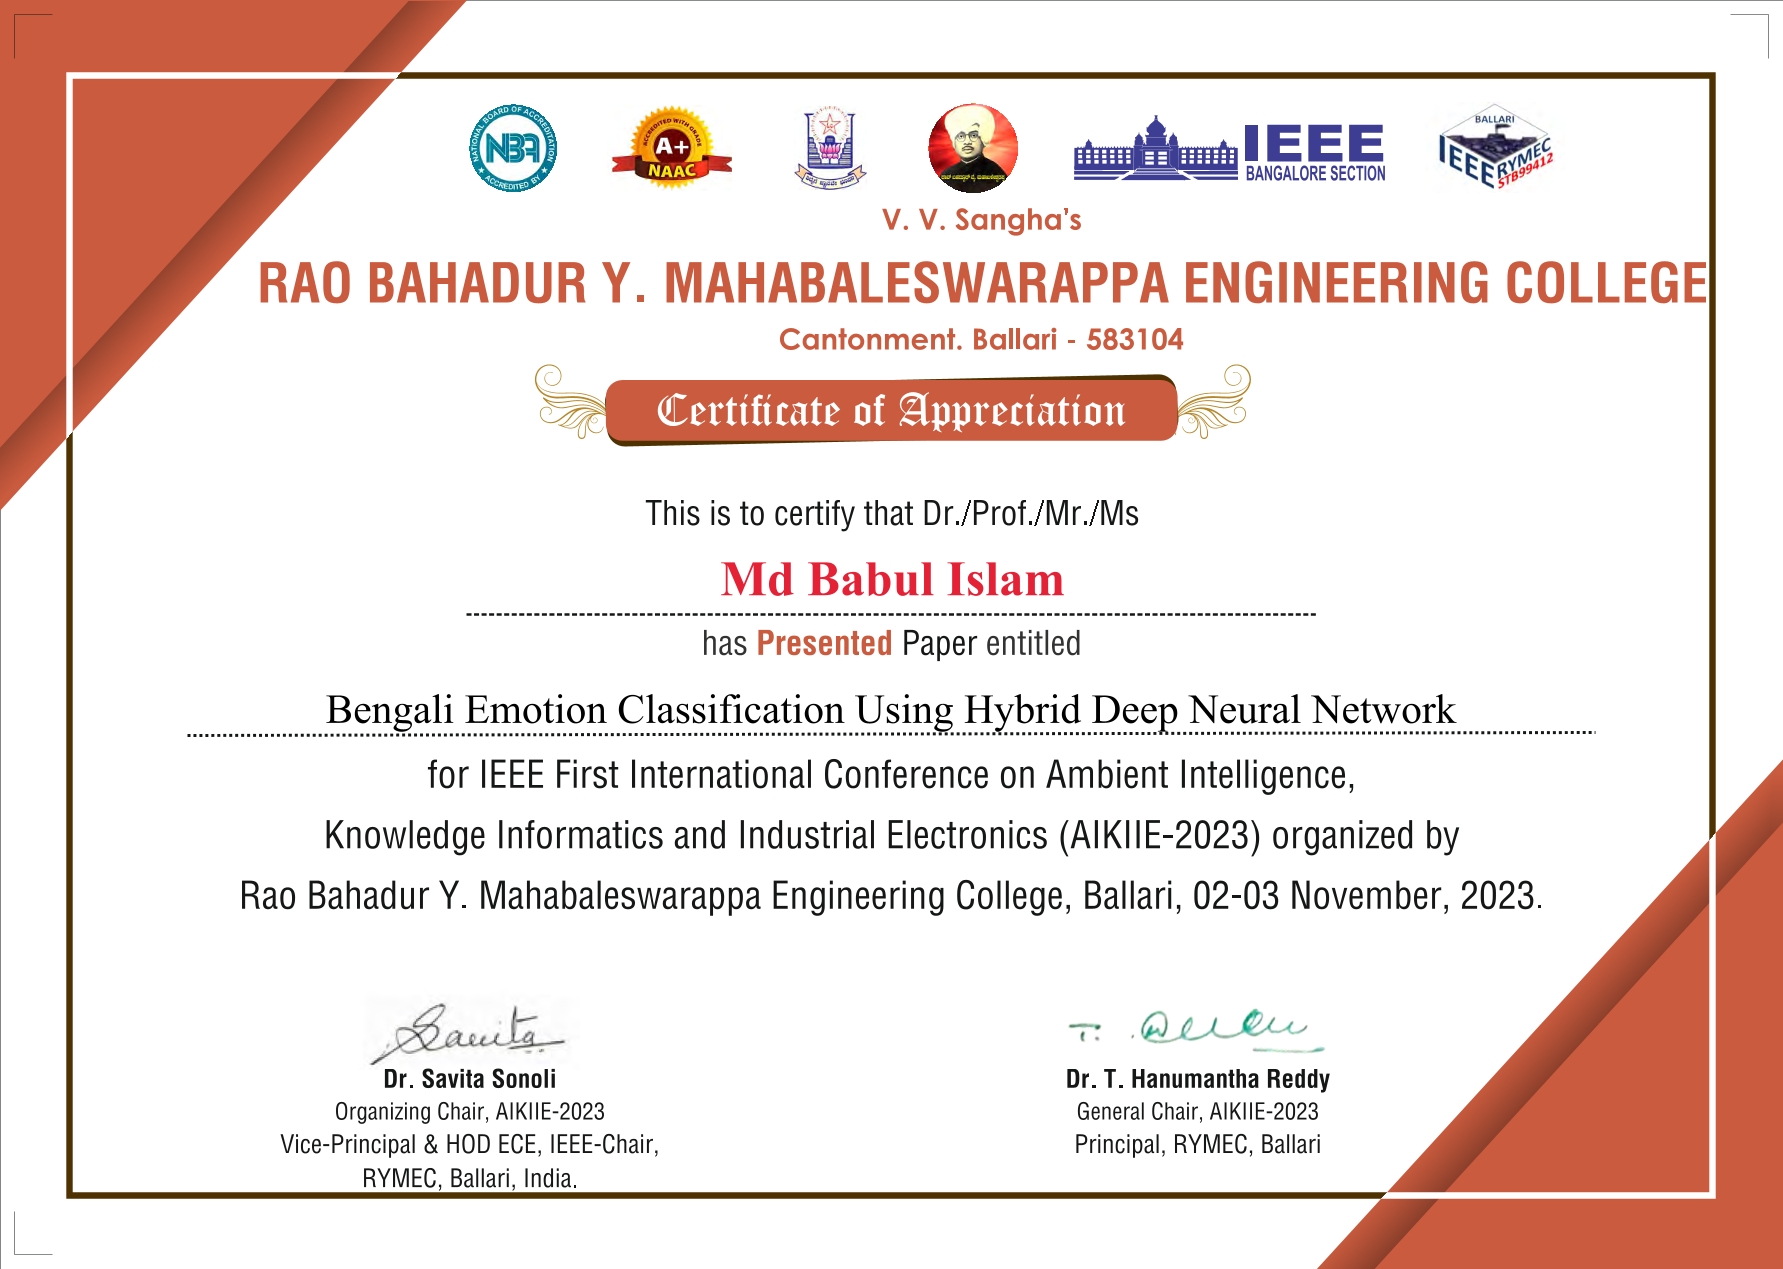 NATIONAL BOARD OF ACCREDITATION
NBA
ACCREDITED BY
ACCREDITED WITH GRADE
A+
NAAC
IEEE
BANGALORE SECTION
BALLARI
IEEE RYMEC
STB99412
V. V. Sangha's
RAO BAHADUR Y. MAHABALESWARAPPA ENGINEERING COLLEGE
Cantonment. Ballari - 583104
Certificate of Appreciation
This is to certify that Dr./Prof./Mr./Ms
Md Babul Islam
has Presented Paper entitled
Bengali Emotion Classification Using Hybrid Deep Neural Network
for IEEE First International Conference on Ambient Intelligence,
Knowledge Informatics and Industrial Electronics (AIKIIE-2023) organized by
Rao Bahadur Y. Mahabaleswarappa Engineering College, Ballari, 02-03 November, 2023.
Savita
Dr. Savita Sonoli
Organizing Chair, AIKIIE-2023
Vice-Principal & HOD ECE, IEEE-Chair,
RYMEC, Ballari, India.
Dr. T. Hanumantha Reddy
General Chair, AIKIIE-2023
Principal, RYMEC, Ballari